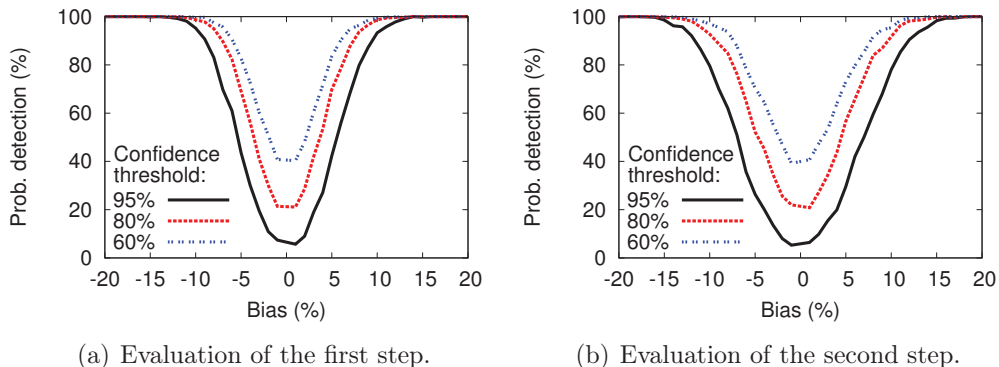 100
80
60
40
20
0
Prob. detection (%)
Confidence
threshold:
95%
80%
60%
-20 -15 -10 -5 0 5 10 15 20
Bias (%)
(a) Evaluation of the first step.
100
80
60
40
20
0
Prob. detection (%)
Confidence
threshold:
95%
80%
60%
-20 -15 -10 -5 0 5 10 15 20
Bias (%)
(b) Evaluation of the second step.